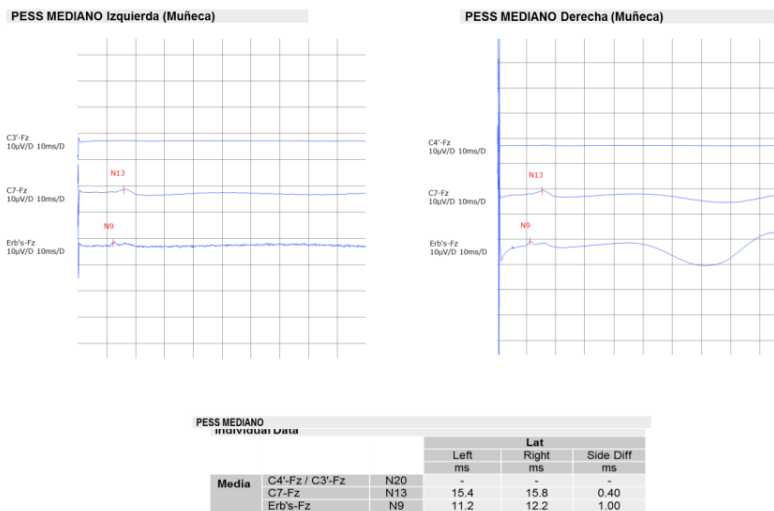 PESS MEDIANO Izquierda (Muñeca)
PESS MEDIANO Derecha (Muñeca)
C3'-Fz
10µV/D 10ms/D
N13
C7-Fz
10µV/D 10ms/D
N9
Erb's-Fz
10µV/D 10ms/D
C4'-Fz
10µV/D 10ms/D
N13
C7-Fz
10µV/D 10ms/D
N9
Erb's-Fz
10µV/D 10ms/D
PESS MEDIANO
Individual Data
Lat
Left Right Side Diff
ms ms ms
Media C4'-Fz / C3'-Fz N20 - - -
C7-Fz N13 15.4 15.8 0.40
Erb's-Fz N9 11.2 12.2 1.00